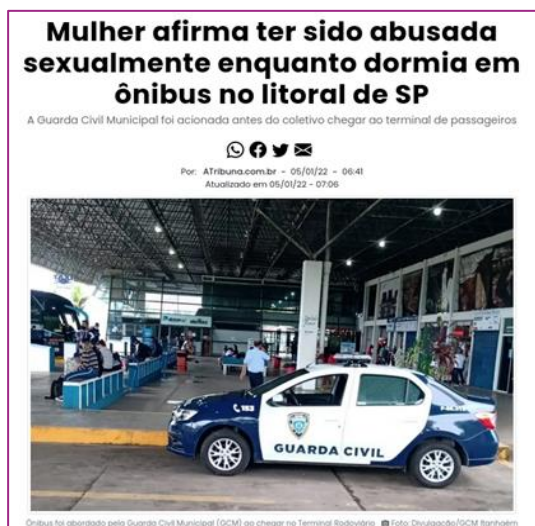 Mulher afirma ter sido abusada
sexualmente enquanto dormia em
ônibus no litoral de SP
A Guarda Civil Municipal foi acionada antes do coletivo chegar ao terminal de passageiros
Por: ATribuna.com.br - 05/01/22 - 06:41
Atualizado em 05/01/22 - 07:06
153
GUARDA CIVIL
Ônibus foi abordado pela Guarda Civil Municipal (GCM) ao chegar no Terminal Rodoviário Foto: Divulgação/GCM Itanhaém